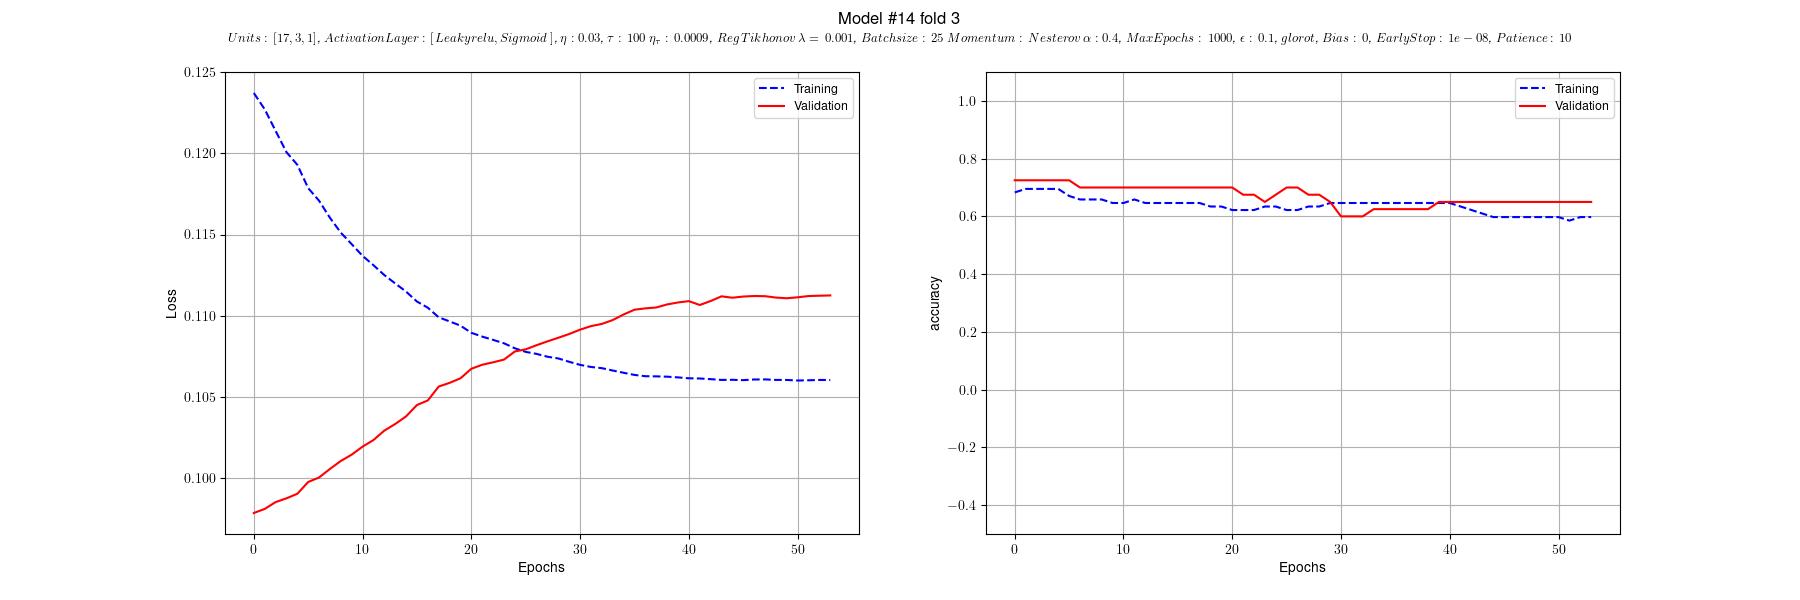 Model #14 fold 3
Units : [17, 3, 1], ActivationLayer : [Leakyrelu, Sigmoid ], η : 0.03, τ : 100 ητ : 0.0009, RegTikhonov λ = 0.001, Batchsize : 25 Momentum : Nesterov α : 0.4, MaxEpochs : 1000, ϵ : 0.1, glorot, Bias : 0, EarlyStop : 1e − 08, Patience : 10
Loss
0.125
0.120
0.115
0.110
0.105
0.100
Training
Validation
0 10 20 30 40 50
Epochs
accuracy
1.0
0.8
0.6
0.4
0.2
0.0
−0.2
−0.4
Training
Validation
0 10 20 30 40 50
Epochs